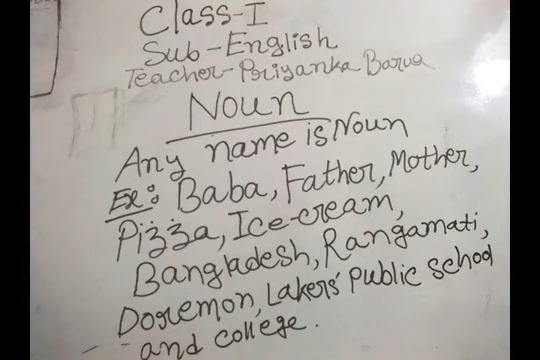 Class-I
Sub-English
Teacher-Priyanka Barua
Noun
Any name is Noun
Ex: Baba, Father, Mother,
Pizza, Ice-cream,
Bangladesh, Rangamati,
Doremon, Lakers' Public school
and college.